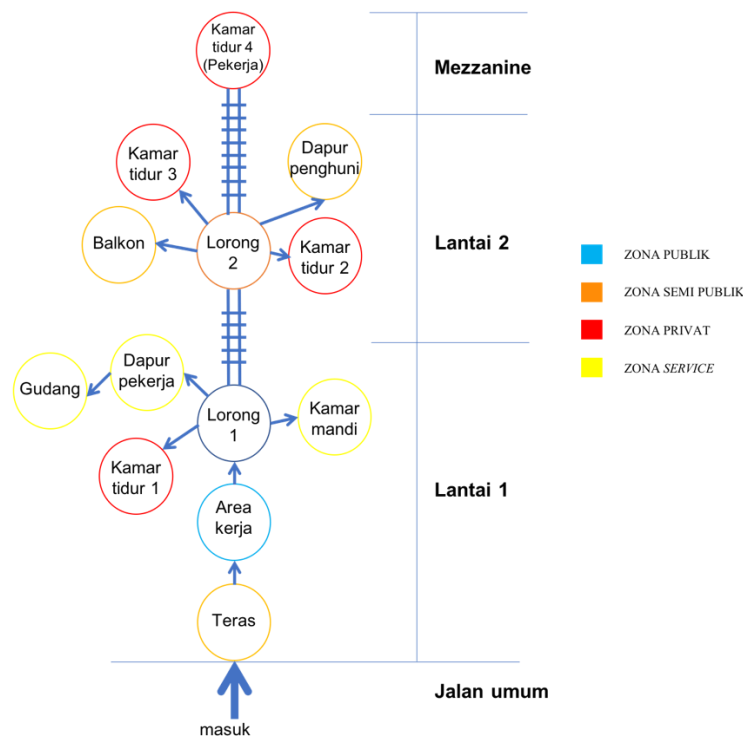 Kamar
tidur 4
(Pekerja)
Mezzanine
Kamar
tidur 3
Dapur
penghuni
Balkon
Lorong
2
Kamar
tidur 2
Lantai 2
ZONA PUBLIK
ZONA SEMI PUBLIK
ZONA PRIVAT
ZONA SERVICE
Gudang
Dapur
pekerja
Lorong
1
Kamar
mandi
Kamar
tidur 1
Area
kerja
Lantai 1
Teras
Jalan umum
masuk